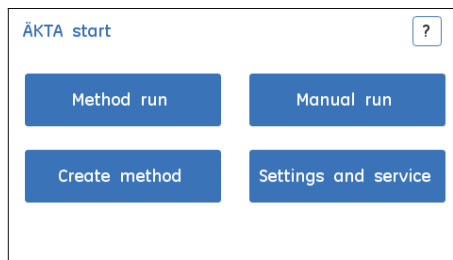 ÄKTA start
?
Method run
Manual run
Create method
Settings and service